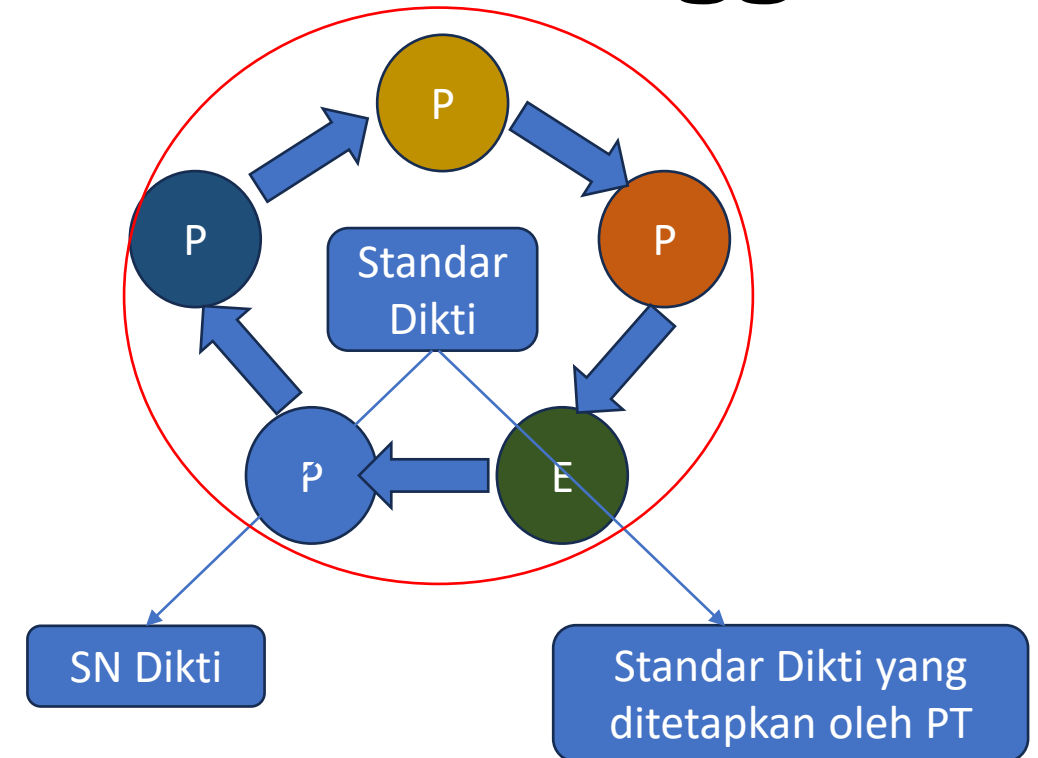 P
P
P
Standar
Dikti
P
E
SN Dikti
Standar Dikti yang
ditetapkan oleh PT